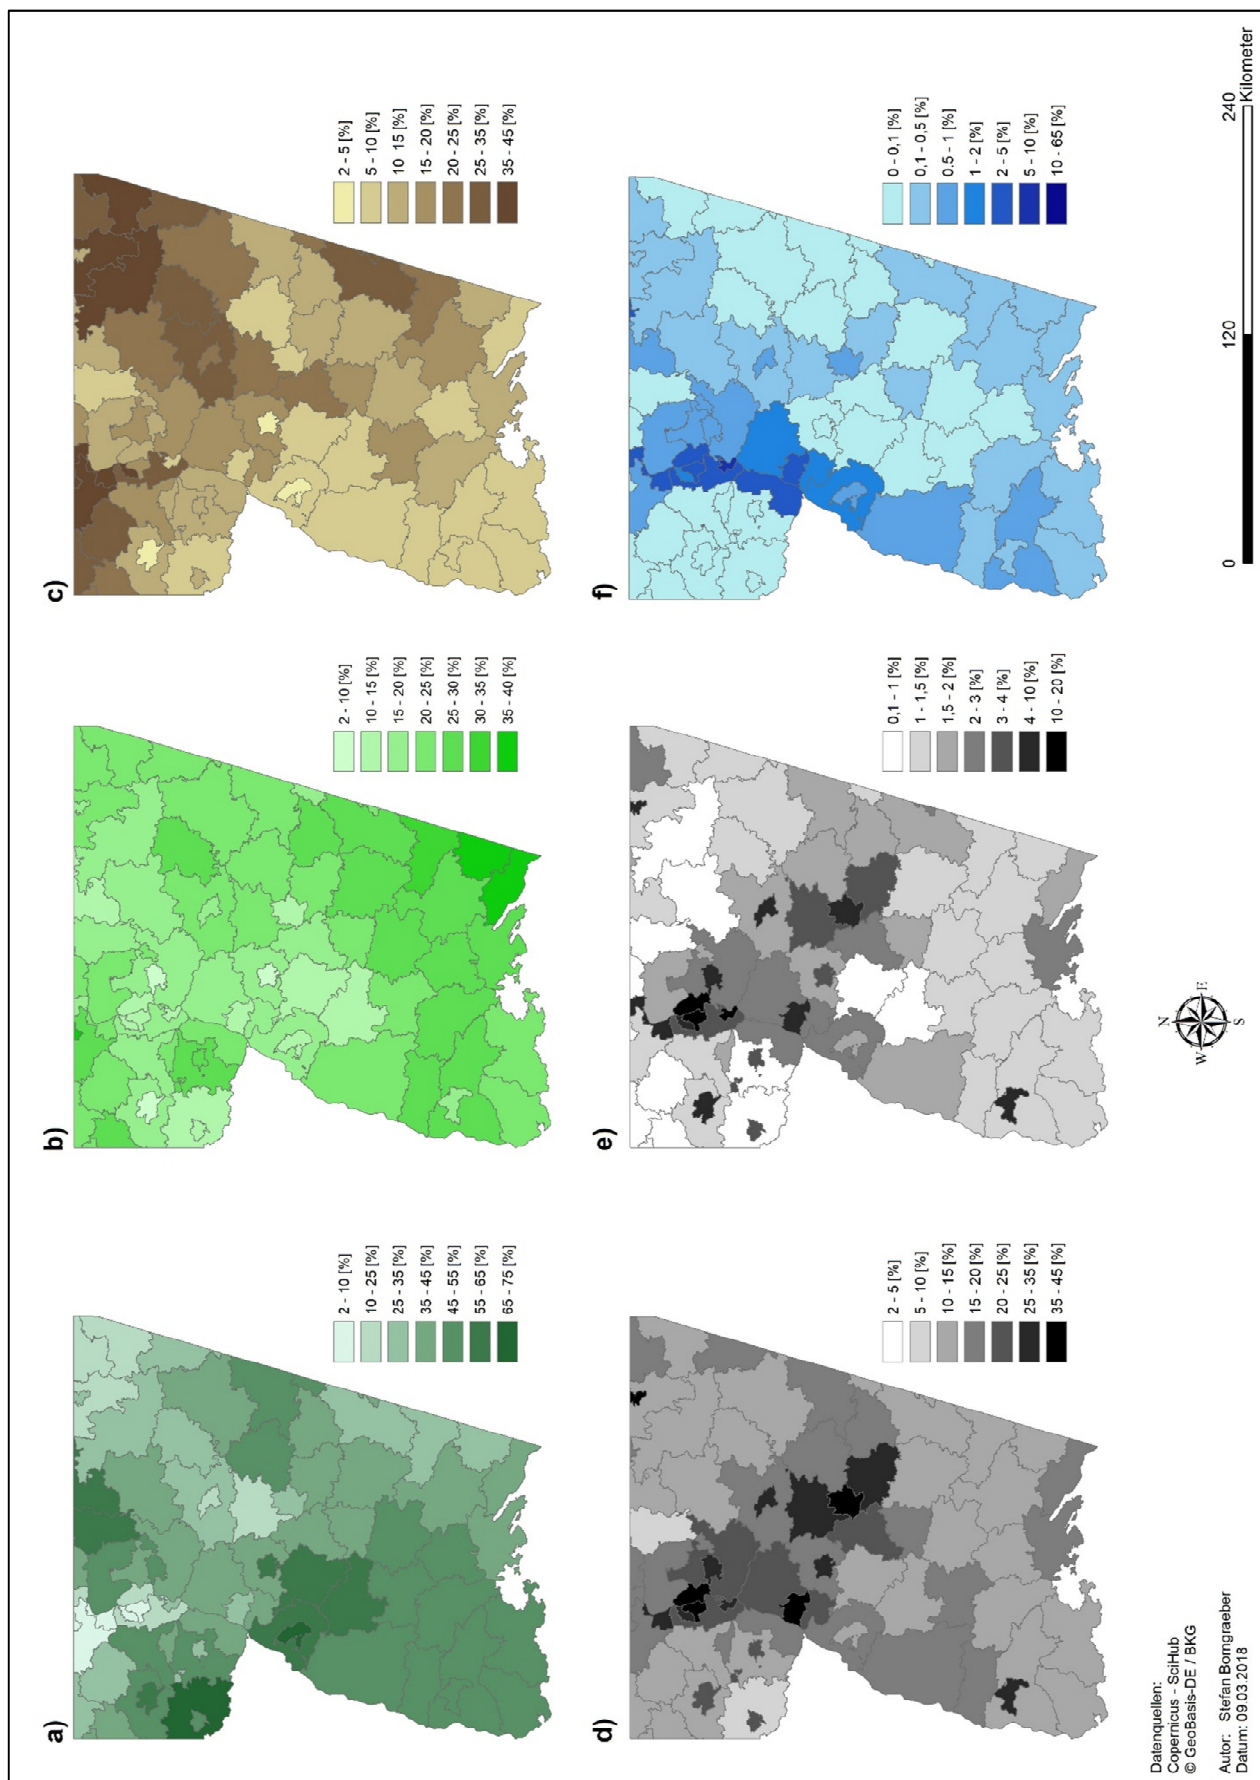 a)
2 - 10 [%]
10 - 25 [%]
25 - 35 [%]
35 - 45 [%]
45 - 55 [%]
55 - 65 [%]
65 - 75 [%]
b)
2 - 10 [%]
10 - 15 [%]
15 - 20 [%]
20 - 25 [%]
25 - 30 [%]
30 - 35 [%]
35 - 40 [%]
c)
2 - 5 [%]
5 - 10 [%]
10 15 [%]
15 - 20 [%]
20 - 25 [%]
25 - 35 [%]
35 - 45 [%]
d)
2 - 5 [%]
5 - 10 [%]
10 - 15 [%]
15 - 20 [%]
20 - 25 [%]
25 - 35 [%]
35 - 45 [%]
e)
0,1 - 1 [%]
1 - 1,5 [%]
1,5 - 2 [%]
2 - 3 [%]
3 - 4 [%]
4 - 10 [%]
10 - 20 [%]
f)
0 - 0,1 [%]
0,1 - 0,5 [%]
0.5 - 1 [%]
1 - 2 [%]
2 - 5 [%]
5 - 10 [%]
10 - 65 [%]
Datenquellen:
Copernicus - SciHub
© GeoBasis-DE / BKG
Autor: Stefan Borngraeber
Datum: 09.03.2018
N
W E
S
0 120 240
Kilometer